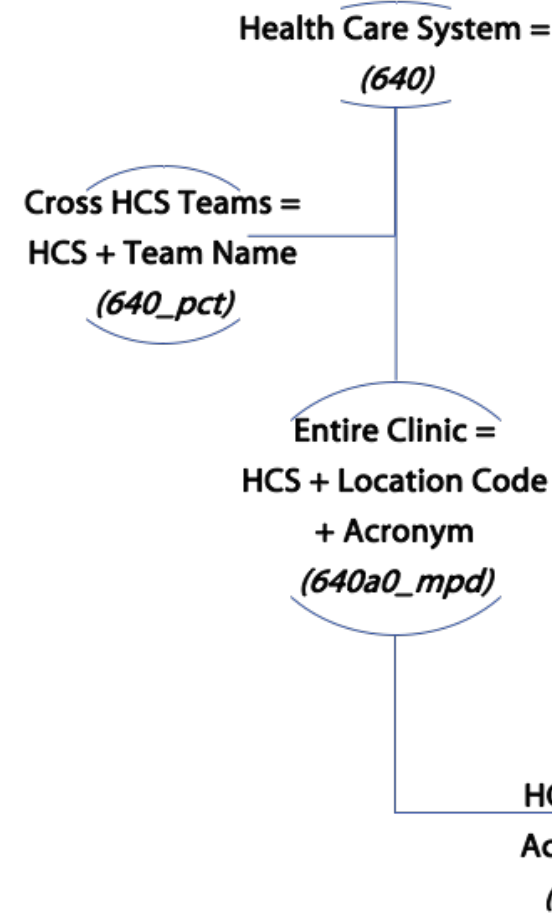 Health Care System =
(640)
Cross HCS Teams =
HCS + Team Name
(640_pct)
Entire Clinic =
HCS + Location Code
+ Acronym
(640a0_mpd)